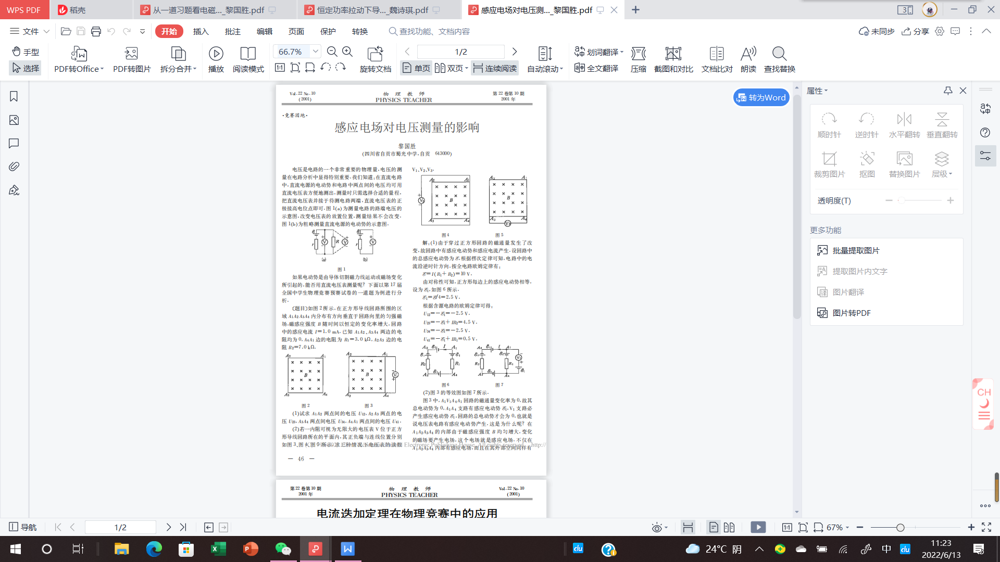 WPS PDF
稻壳
从一道习题看电磁..._黎国胜.pdf
恒定功率拉动下导..._魏诗琪.pdf
感应电场对电压测..._黎国胜.pdf
3
文件
开始
插入
批注
编辑
页面
保护
转换
查找功能、文档内容
未同步
分享
手型
选择
PDF转Office
PDF转图片
拆分合并
播放
阅读模式
66.7%
旋转文档
1/2
单页
双页
连续阅读
自动滚动
划词翻译
全文翻译
压缩
截图和对比
文档比对
朗读
查找替换
转为Word
Vol.22 No.10
(2001)
物 理 教 师
PHYSICS TEACHER
第22卷第10期
2001年
·竞赛园地·
感应电场对电压测量的影响
黎国胜
(四川省自贡市蜀光中学,自贡 643000)
电压是电路的一个非常重要的物理量,电压的测
量在电路分析中显得特别重要.我们知道:在直流电路
中,直流电源的电动势和电路中两点间的电压均可用
直流电压表方便地测出,测量时只需选择合适的量程,
把直流电压表并接于待测电路两端,直流电压表的正
极接高电位点即可.图1(a)为测量电路的路端电压的
示意图,改变电压表的放置位置,测量结果不会改变.
图1(b)为粗略测量直流电源的电动势的示意图.
(a)
(b)
图1
如果电动势是由导体切割磁力线运动或磁场变化
所引起的,能否用直流电压表测量呢? 下面以第17届
全国中学生物理竞赛预赛试卷的一道题为例进行分
析.
〔题目〕如图2所示,在正方形导线回路所围的区
域A1A2A3A4内分布有方向垂直于回路向里的匀强磁
场,磁感应强度B随时间以恒定的变化率增大,回路
中的感应电流I=1.0 mA.已知A1A2、A3A4两边的电
阻均为0,A4A1边的电阻为R1=3.0 kΩ,A2A3边的电
阻R2=7.0 kΩ.
A2 A1
B
A3 A4
图2
A2 A1
B
V1
A3 A4
图3
(1)试求A1A2两点间的电压U12,A2A3两点的电
压U23,A3A4两点间电压U34,A4A1两点间的电压U41.
(2)若一内阻可视为无限大的电压表V位于正方
形导线回路所在的平面内,其正负端与连线位置分别
如图3、图4、图5所示,求三种情况下电压表的读数
— 46 —
V1、V2、V3.
A2 A1
B
V2
A3 A4
图4
A2 A1
B
A3 A4
V3
图5
解:(1)由于穿过正方形回路的磁通量发生了改
变,故回路中有感应电动势和感应电流产生,设回路中
的总感应电动势为ℰ,根据楞次定律可知,电路中的电
流沿逆时针方向,按全电路欧姆定律有:
ℰ=I(R1+R2)=10 V.
由对称性可知,正方形每边上的感应电动势相等,
设为ℰ1,如图6所示.
ℰ1=ℰ/4=2.5 V.
根据含源电路的欧姆定律可得:
U12=-ℰ1=-2.5 V.
U23=-ℰ1+IR2=4.5 V.
U34=-ℰ1=-2.5 V.
U41=-ℰ1+IR1=0.5 V.
图6
图7
(2)图3的等效图如图7所示.
图3中,A1V1A4A1回路的磁通量变化率为0,故其
总电动势为0,A1A4支路有感应电动势ℰ1,V1支路必
产生感应电动势ℰ1,回路的总电动势才会为0,也就是
说电压表电路有感应电动势产生.这是为什么呢? 在
A1A2A3A4的内部由于磁感应强度B均匀增大,变化
的磁场要产生电场,这个电场就是感应电场.不仅在
A1A2A3A4内部有感应电场,而且在其外部空间同样有
Electronic Publishing House. All rights reserved. http://
第22卷第10期
2001年
物 理 教 师
PHYSICS TEACHER
Vol.22 No.10
(2001)
电流迭加定理在物理竞赛中的应用
属性
顺时针
逆时针
水平翻转
垂直翻转
裁剪图片
抠图
替换图片
层级
透明度(T)
更多功能
批量提取图片
提取图片内文字
图片翻译
图片转PDF
CH
导航
1/2
67%
24°C 阴
中
du
11:23
2022/6/13